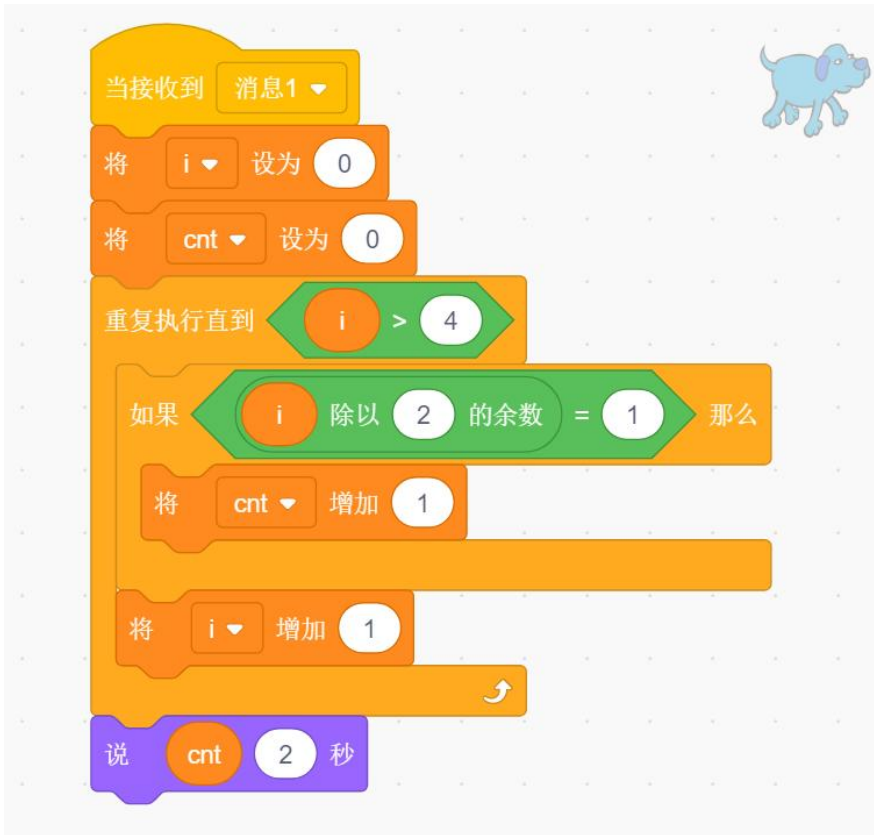 当接收到 消息1
将 i 设为 0
将 cnt 设为 0
重复执行直到 i > 4
如果 i 除以 2 的余数 = 1 那么
将 cnt 增加 1
将 i 增加 1
说 cnt 2 秒